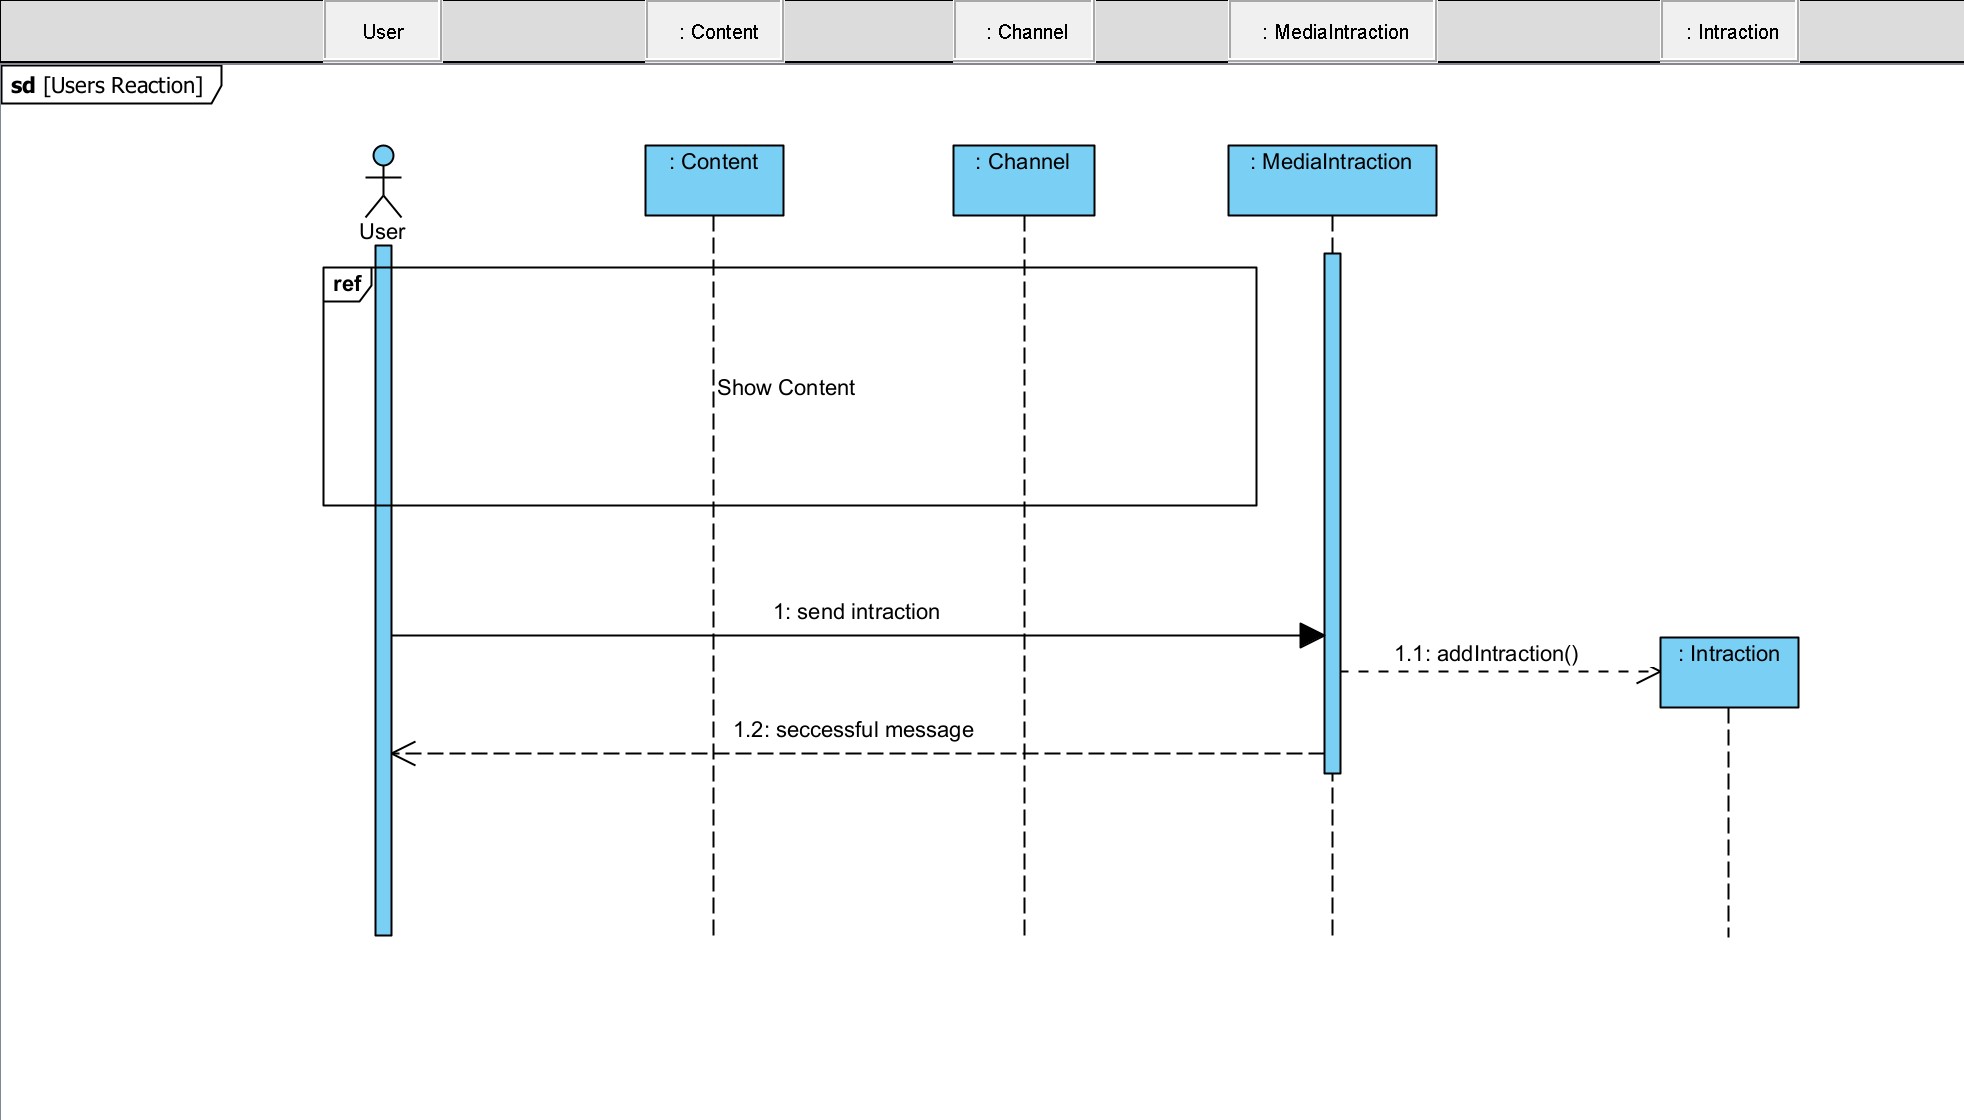 User
: Content
: Channel
: MediaIntraction
: Intraction
sd [Users Reaction]
: Content
: Channel
: MediaIntraction
User
ref
Show Content
1: send intraction
1.1: addIntraction()
: Intraction
1.2: seccessful message